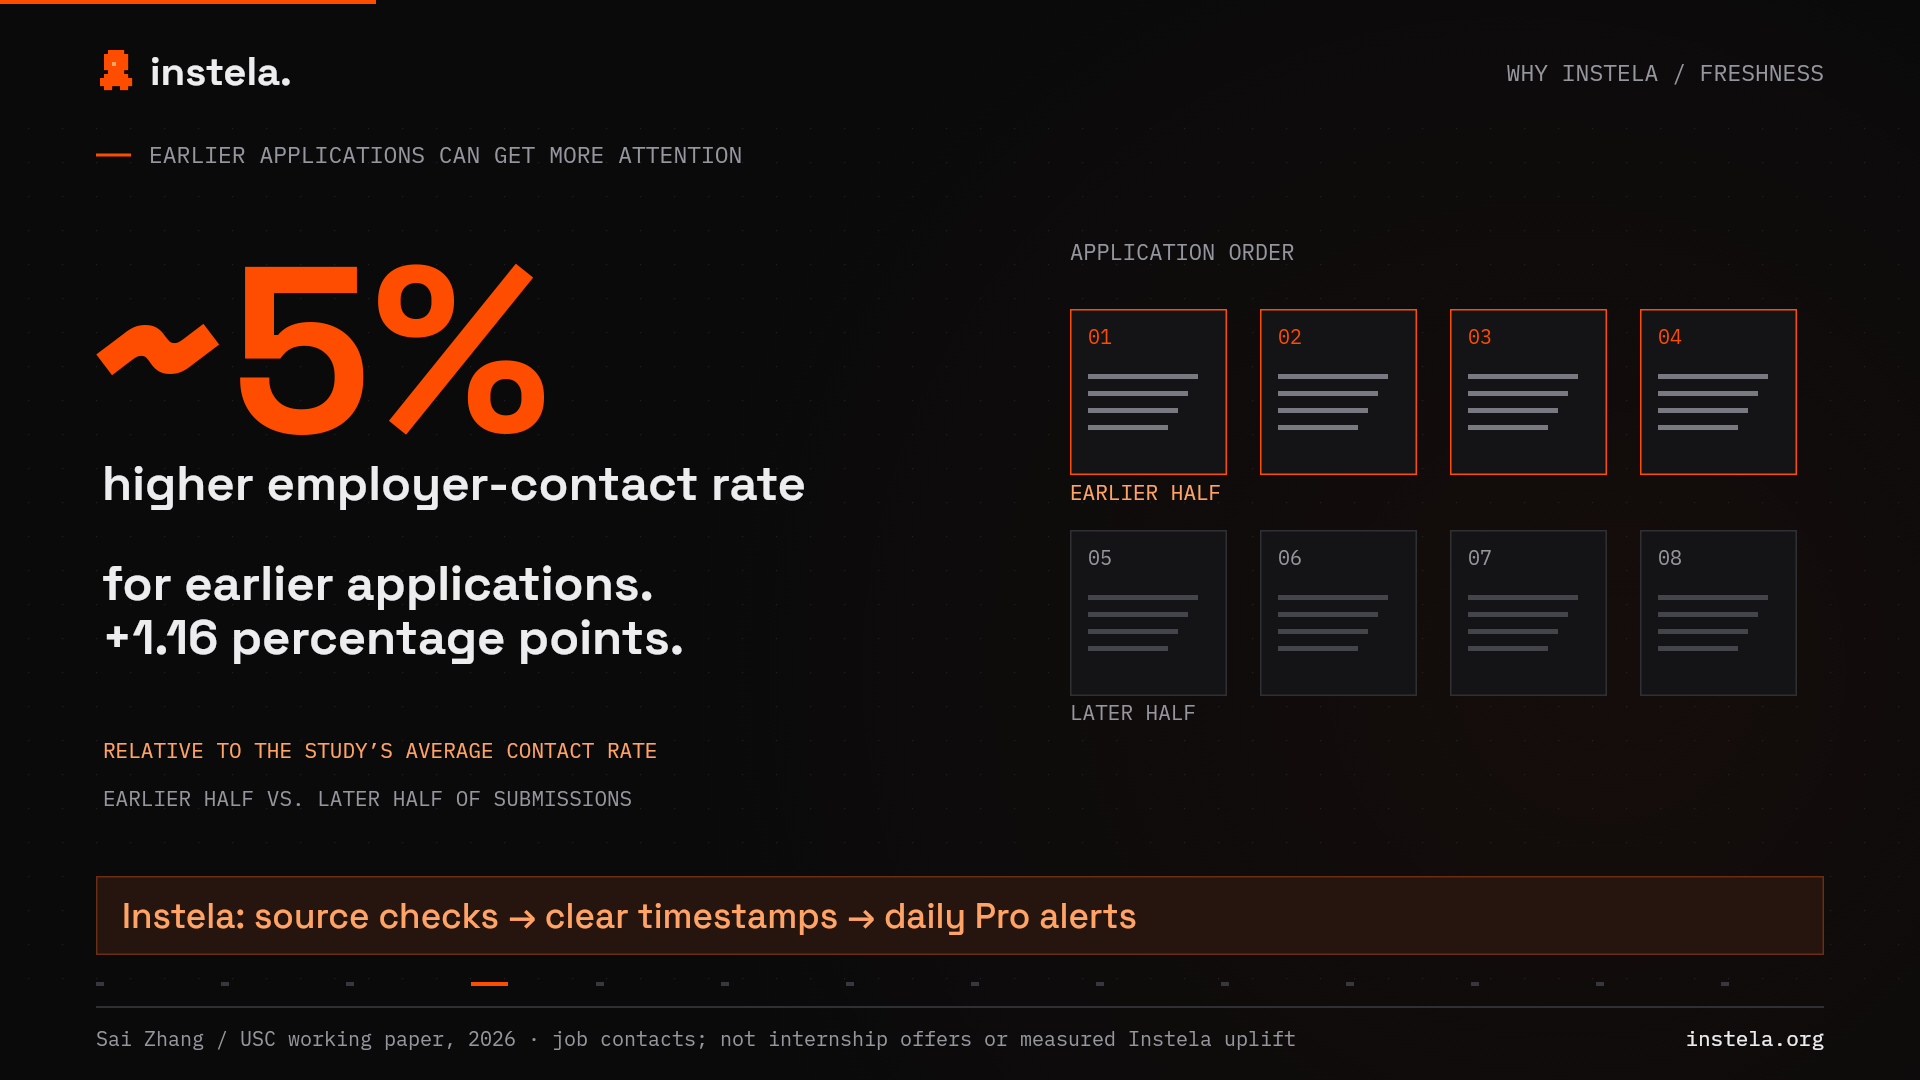 instela.
WHY INSTELA / FRESHNESS
EARLIER APPLICATIONS CAN GET MORE ATTENTION
~5%
higher employer-contact rate
for earlier applications.
+1.16 percentage points.
RELATIVE TO THE STUDY’S AVERAGE CONTACT RATE
EARLIER HALF VS. LATER HALF OF SUBMISSIONS
APPLICATION ORDER
01 02 03 04
EARLIER HALF
05 06 07 08
LATER HALF
Instela: source checks → clear timestamps → daily Pro alerts
Sai Zhang / USC working paper, 2026 · job contacts; not internship offers or measured Instela uplift
instela.org